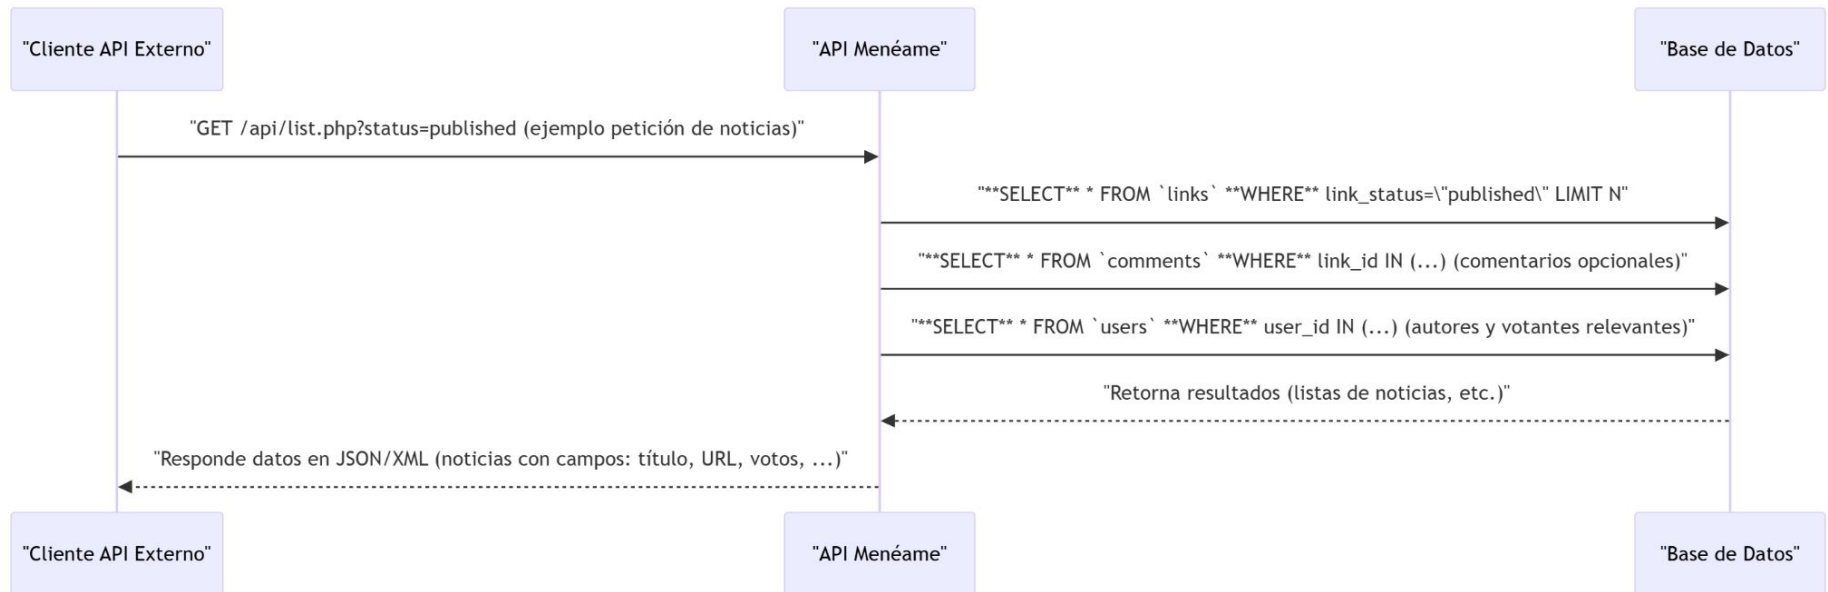 "Cliente API Externo"
"API Menéame"
"Base de Datos"
"GET /api/list.php?status=published (ejemplo petición de noticias)"
"**SELECT** * FROM `links` **WHERE** link_status=\"published\" LIMIT N"
"**SELECT** * FROM `comments` **WHERE** link_id IN (...) (comentarios opcionales)"
"**SELECT** * FROM `users` **WHERE** user_id IN (...) (autores y votantes relevantes)"
"Retorna resultados (listas de noticias, etc.)"
"Responde datos en JSON/XML (noticias con campos: título, URL, votos, ...)"
"Cliente API Externo"
"API Menéame"
"Base de Datos"